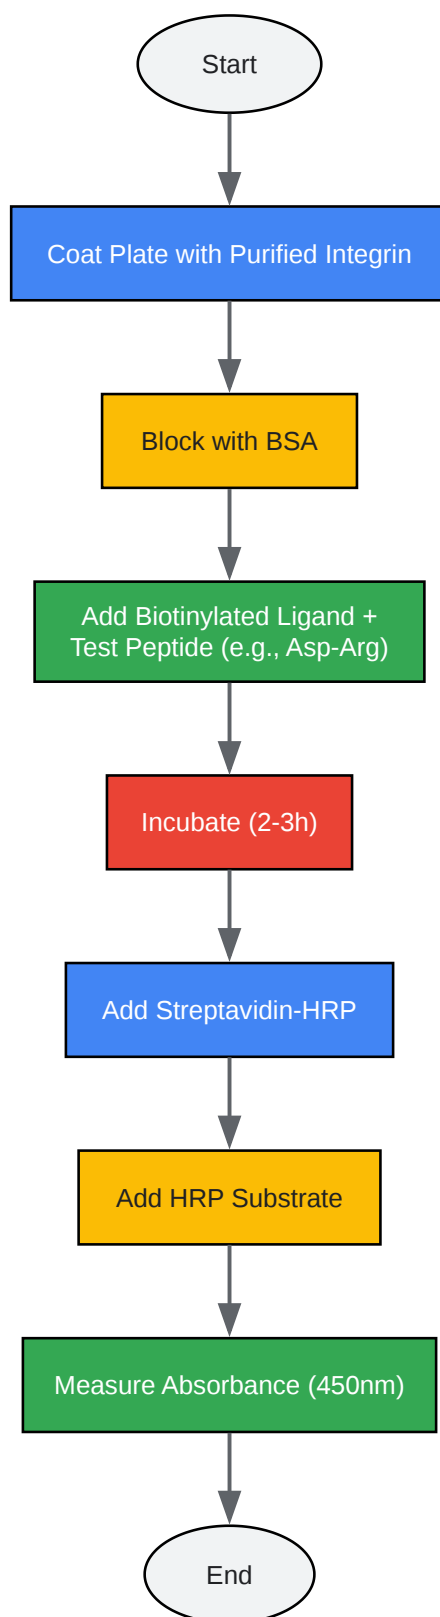 Start
Coat Plate with Purified Integrin
Block with BSA
Add Biotinylated Ligand +
Test Peptide (e.g., Asp-Arg)
Incubate (2-3h)
Add Streptavidin-HRP
Add HRP Substrate
Measure Absorbance (450nm)
End